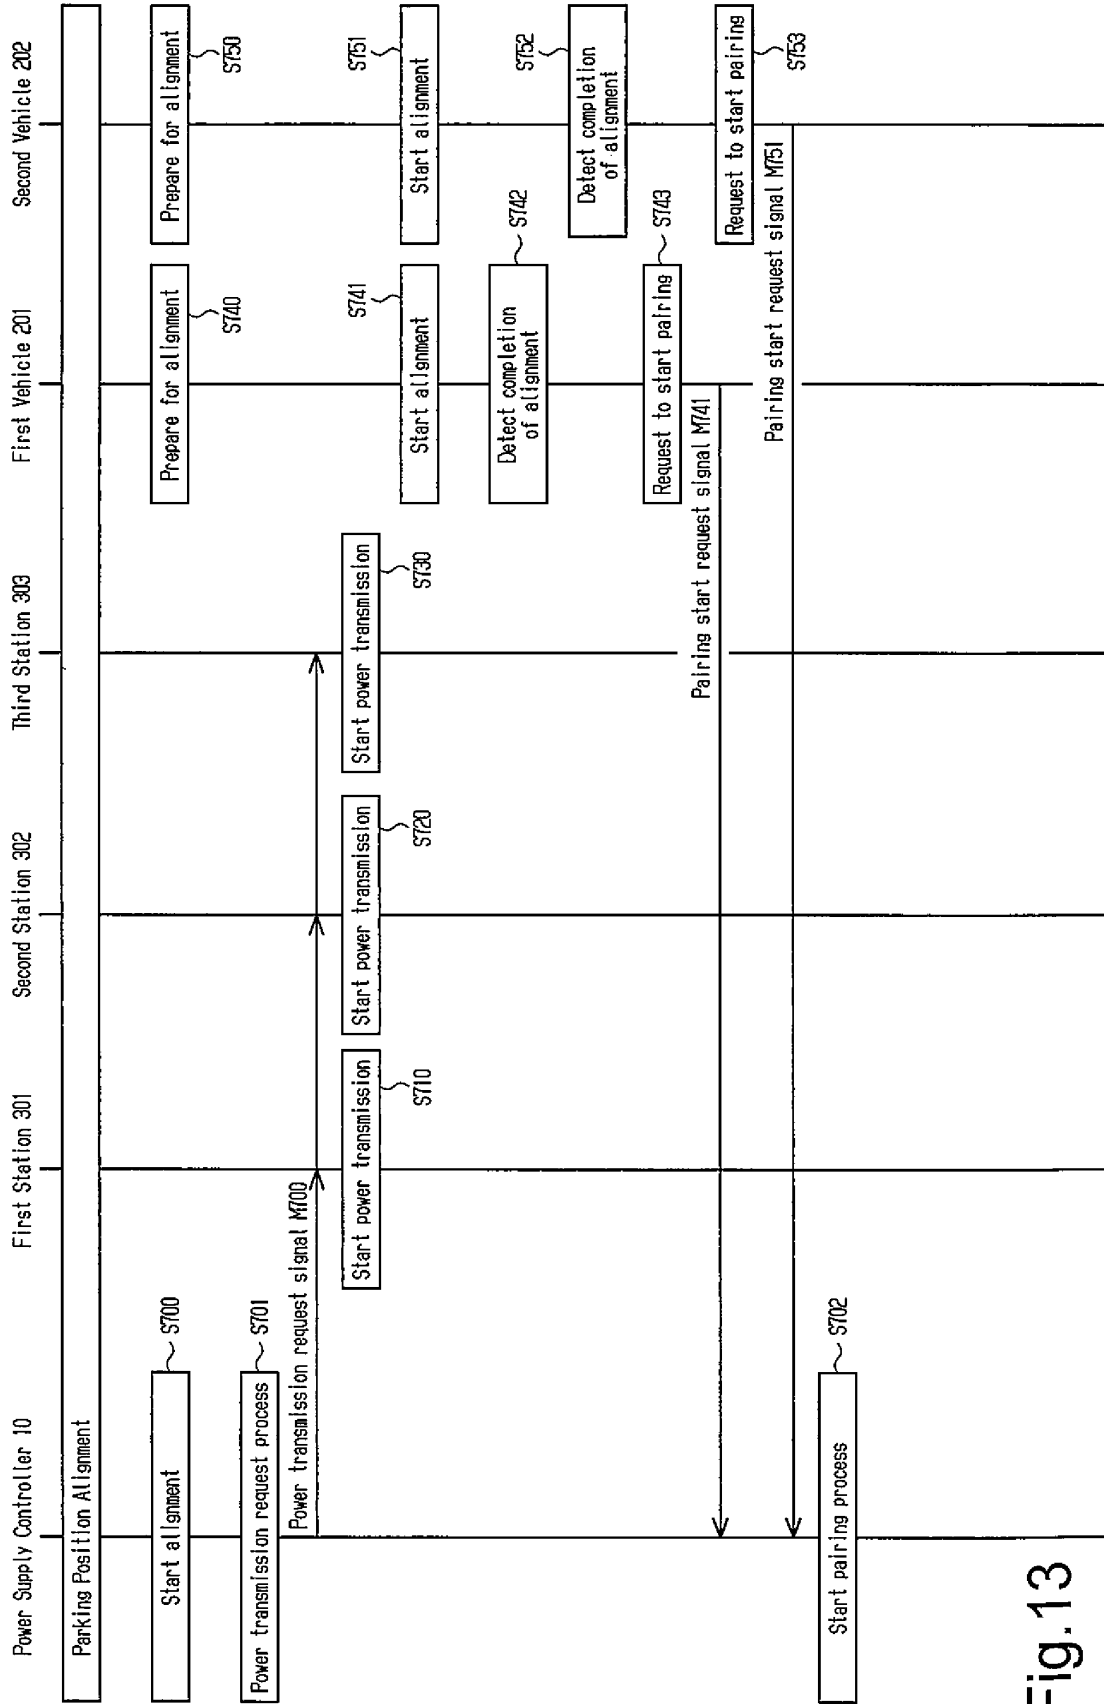 Power Supply Controller 10
First Station 301
Second Station 302
Third Station 303
First Vehicle 201
Second Vehicle 202
Parking Position Alignment
Start alignment
S700
Prepare for alignment
S740
Prepare for alignment
S750
Power transmission request process
S701
Power transmission request signal M700
Start power transmission
S710
Start power transmission
S720
Start power transmission
S730
Start alignment
S741
Start alignment
S751
Detect completion
of alignment
S742
Detect completion
of alignment
S752
Request to start pairing
S743
Pairing start request signal M741
Request to start pairing
S753
Pairing start request signal M751
Start pairing process
S702
Fig.13